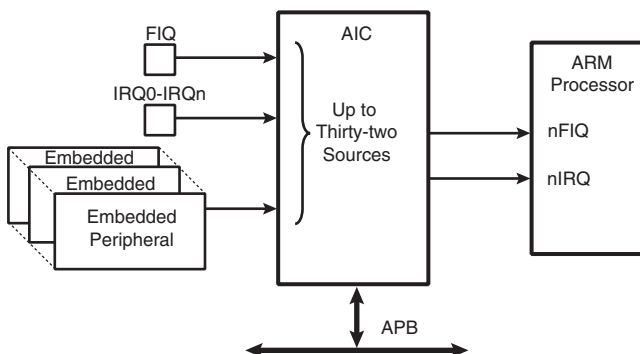 FIQ
AIC
ARM
Processor
IRQ0-IRQn
Up to
Thirty-two
Sources
nFIQ
nIRQ
Embedded
Embedded
Embedded
Peripheral
APB